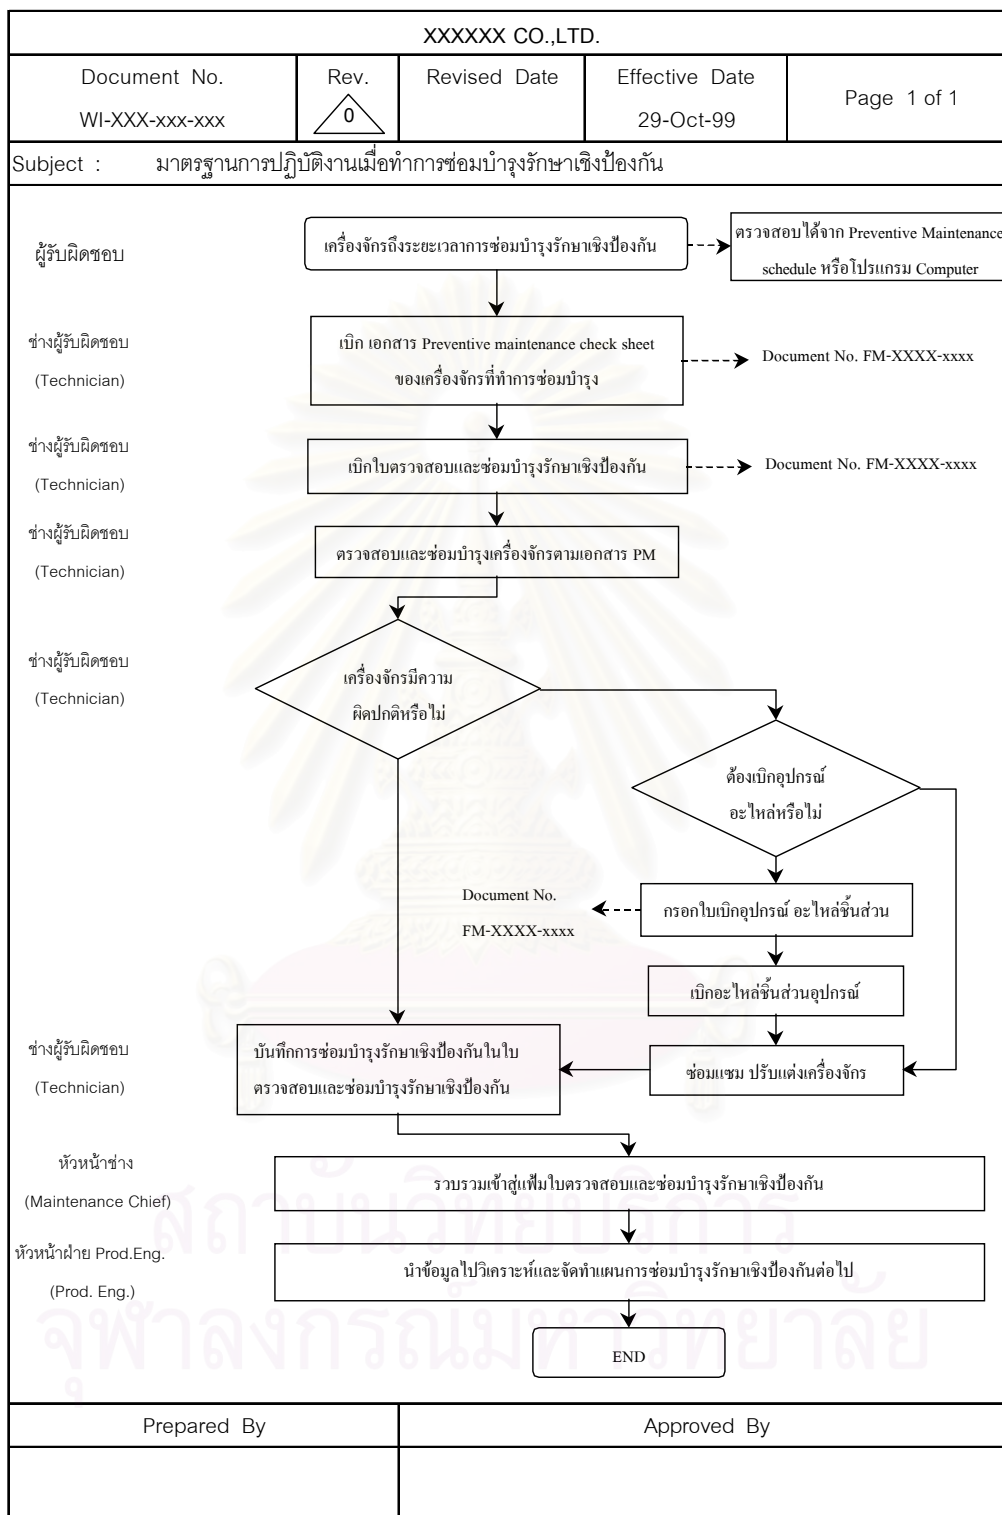 XXXXXX CO.,LTD.
Document No.
Rev.
Revised Date
Effective Date
Page 1 of 1
WI-XXX-xxx-xxx
0
29-Oct-99
Subject : มาตรฐานการปฏิบัติงานเมื่อทำการซ่อมบำรุงรักษาเชิงป้องกัน
ผู้รับผิดชอบ
เครื่องจักรถึงระยะเวลาการซ่อมบำรุงรักษาเชิงป้องกัน
ตรวจสอบได้จาก Preventive Maintenance
schedule หรือโปรแกรม Computer
ช่างผู้รับผิดชอบ
(Technician)
เบิก เอกสาร Preventive maintenance check sheet
ของเครื่องจักรที่ทำการซ่อมบำรุง
Document No. FM-XXXX-xxxx
ช่างผู้รับผิดชอบ
(Technician)
เบิกใบตรวจสอบและซ่อมบำรุงรักษาเชิงป้องกัน
Document No. FM-XXXX-xxxx
ช่างผู้รับผิดชอบ
(Technician)
ตรวจสอบและซ่อมบำรุงเครื่องจักรตามเอกสาร PM
ช่างผู้รับผิดชอบ
(Technician)
เครื่องจักรมีความ
ผิดปกติหรือไม่
ต้องเบิกอุปกรณ์
อะไหล่หรือไม่
Document No.
FM-XXXX-xxxx
กรอกใบเบิกอุปกรณ์ อะไหล่ชิ้นส่วน
เบิกอะไหล่ชิ้นส่วนอุปกรณ์
ช่างผู้รับผิดชอบ
(Technician)
บันทึกการซ่อมบำรุงรักษาเชิงป้องกันในใบ
ตรวจสอบและซ่อมบำรุงรักษาเชิงป้องกัน
ซ่อมแซม ปรับแต่งเครื่องจักร
หัวหน้าช่าง
(Maintenance Chief)
รวบรวมเข้าสู่แฟ้มใบตรวจสอบและซ่อมบำรุงรักษาเชิงป้องกัน
สถาบันวิทยบริการ
หัวหน้าฝ่าย Prod.Eng.
(Prod. Eng.)
นำข้อมูลไปวิเคราะห์และจัดทำแผนการซ่อมบำรุงรักษาเชิงป้องกันต่อไป
จุฬาลงกรณ์มหาวิทยาลัย
END
Prepared By
Approved By